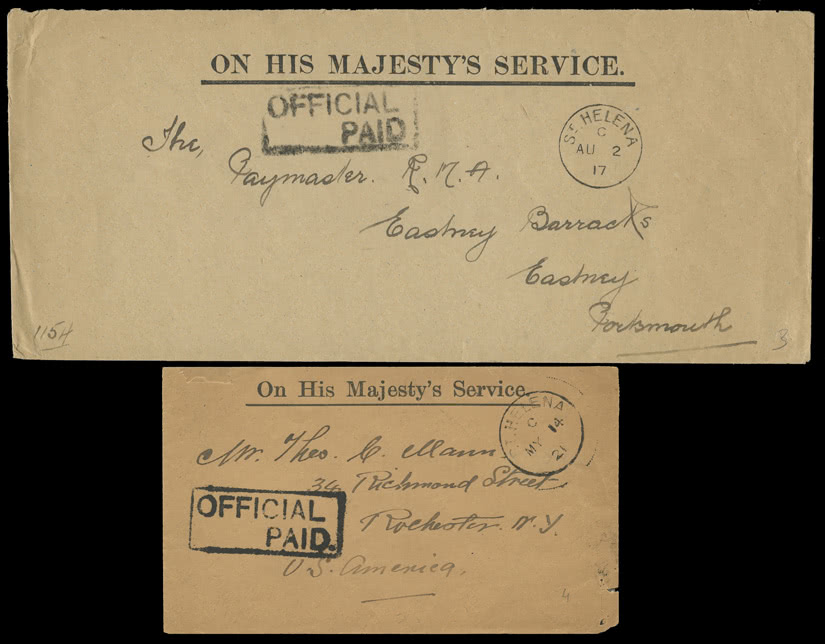 ON HIS MAJESTY'S SERVICE.
OFFICIAL
PAID
ST HELENA
C
AU 2
17
The,
Paymaster. R.M.A.
Eastney Barracks
Eastney
Portsmouth
1154
3
On His Majesty's Service.
ST. HELENA
C
MY 14
21
Mr. Theo. C. Mann
34 Richmond Street
Rochester. N.Y.
U.S. America.
OFFICIAL
PAID.
4